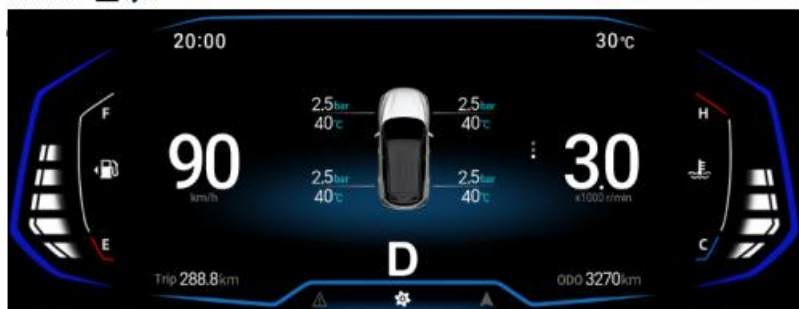 20:00
30℃
F
H
2.5bar
2.5bar
40℃
40℃
90
km/h
3.0
x1000 r/min
2.5bar
2.5bar
40℃
40℃
E
C
D
Trip 288.8km
ODO 3270km